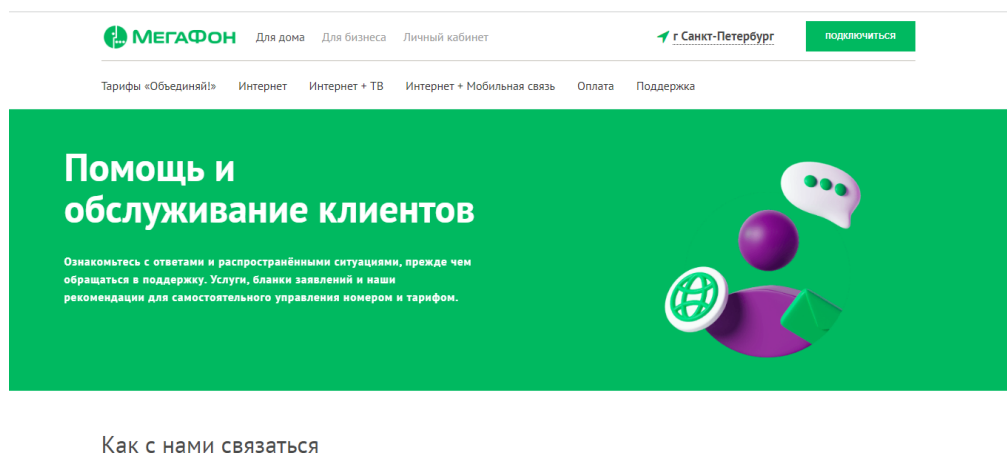 МЕГАФОН Для дома Для бизнеса Личный кабинет г Санкт-Петербург ПОДКЛЮЧИТЬСЯ
Тарифы «Объединяй!» Интернет Интернет + ТВ Интернет + Мобильная связь Оплата Поддержка
Помощь и
обслуживание клиентов
Ознакомьтесь с ответами и распространёнными ситуациями, прежде чем
обращаться в поддержку. Услуги, бланки заявлений и наши
рекомендации для самостоятельного управления номером и тарифом.
Как с нами связаться